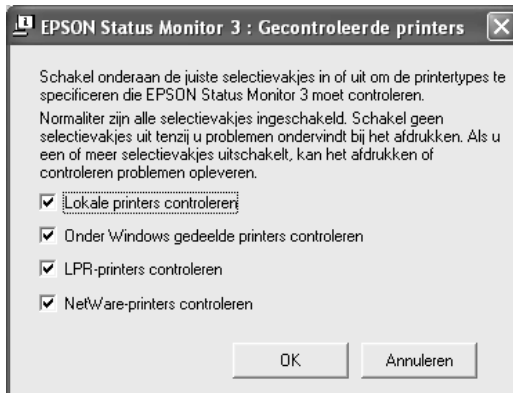 EPSON Status Monitor 3 : Gecontroleerde printers
Schakel onderaan de juiste selectievakjes in of uit om de printertypes te
specificeren die EPSON Status Monitor 3 moet controleren.
Normaliter zijn alle selectievakjes ingeschakeld. Schakel geen
selectievakjes uit tenzij u problemen ondervindt bij het afdrukken. Als u
een of meer selectievakjes uitschakelt, kan het afdrukken of
controleren problemen opleveren.
Lokale printers controleren
Onder Windows gedeelde printers controleren
LPR-printers controleren
NetWare-printers controleren
OK Annuleren